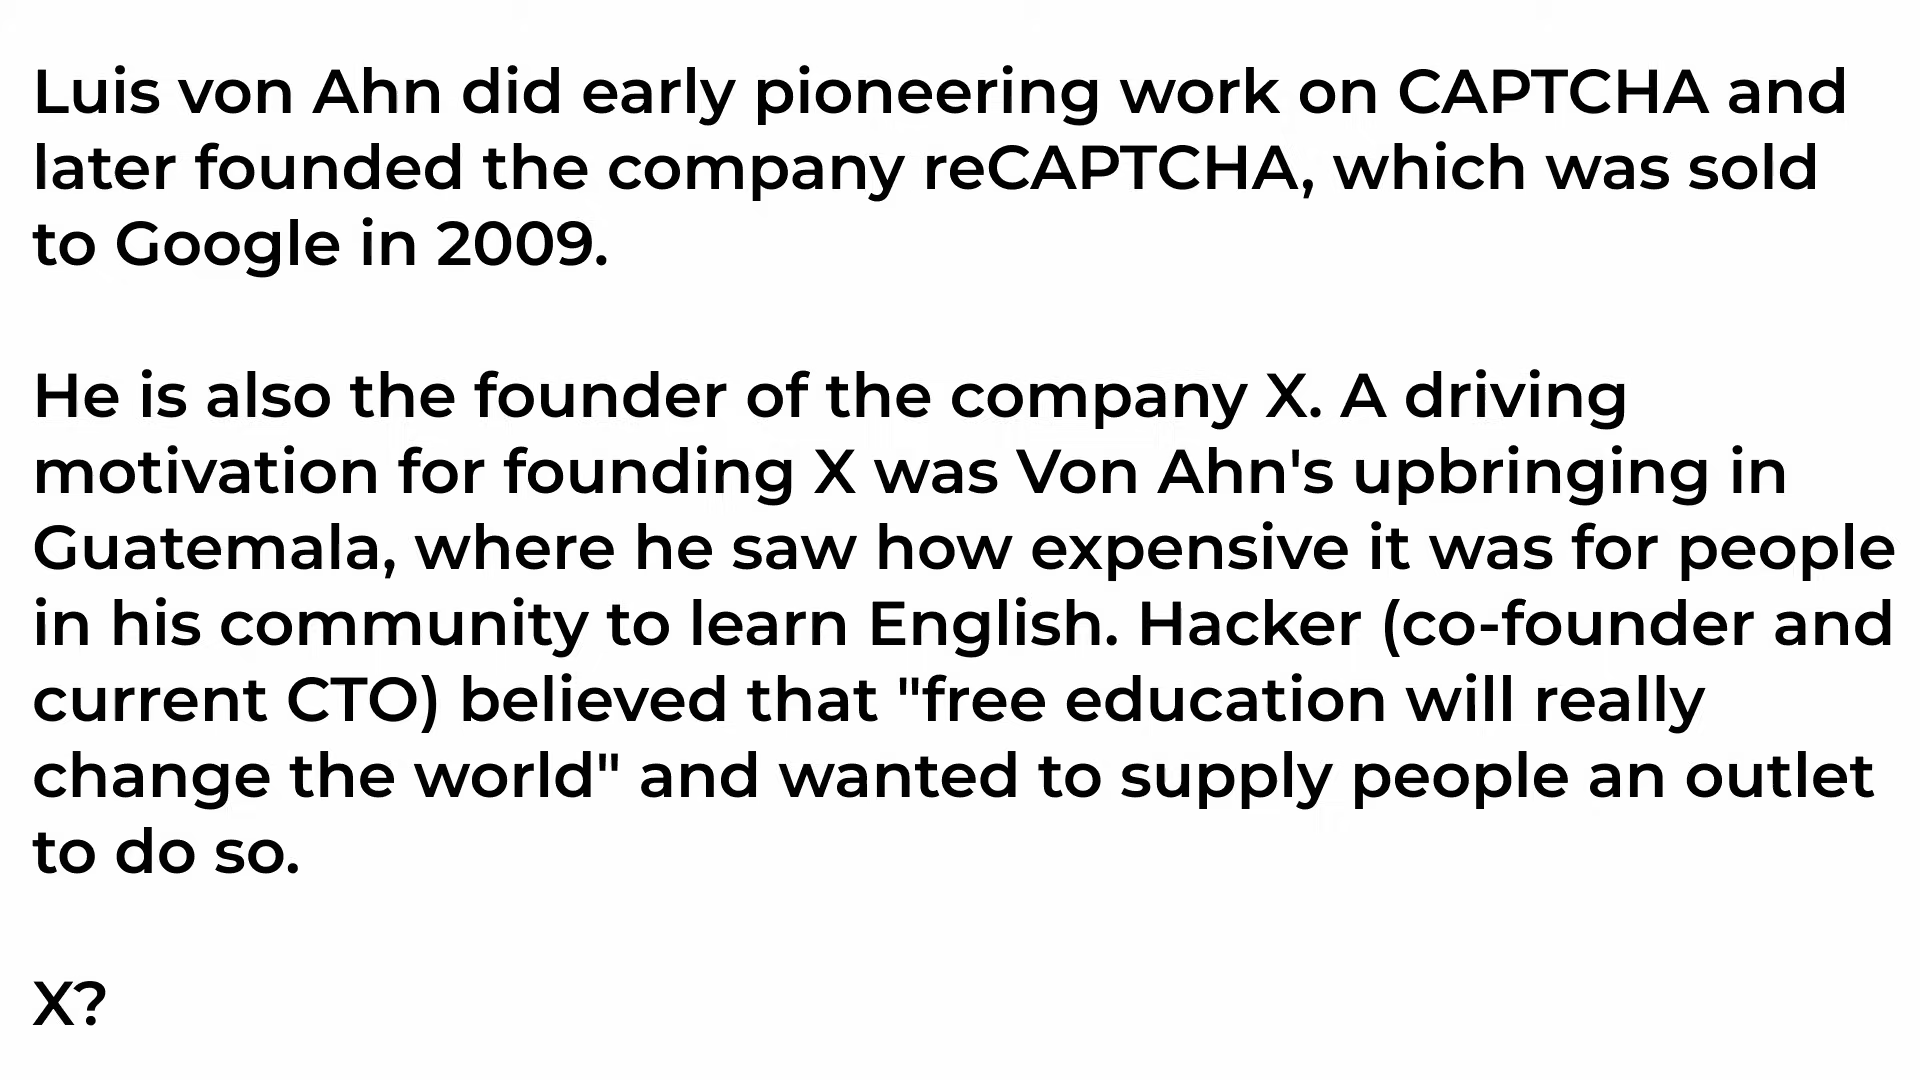 Luis von Ahn did early pioneering work on CAPTCHA and
later founded the company reCAPTCHA, which was sold
to Google in 2009.
He is also the founder of the company X. A driving
motivation for founding X was Von Ahn's upbringing in
Guatemala, where he saw how expensive it was for people
in his community to learn English. Hacker (co-founder and
current CTO) believed that "free education will really
change the world" and wanted to supply people an outlet
to do so.
X?